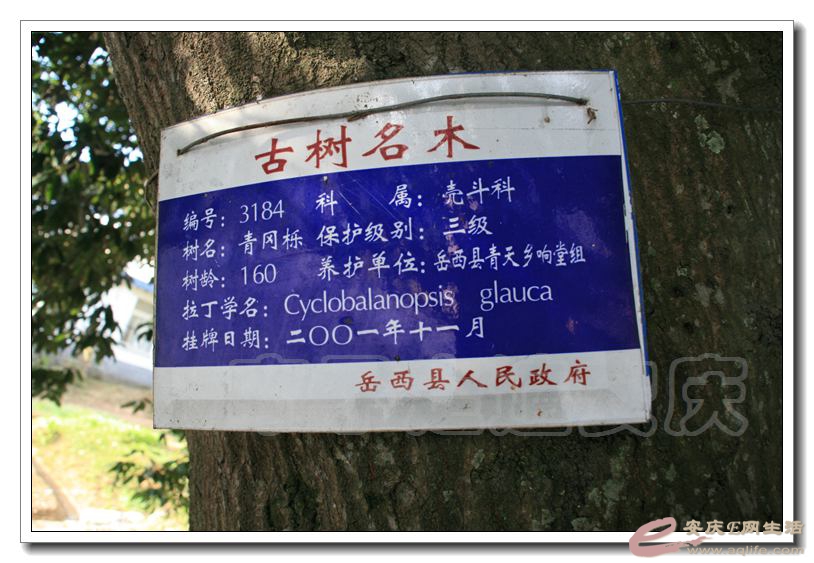 古树名木
编号：3184 科 属：壳斗科
树名：青冈栎 保护级别：三级
树龄：160 养护单位：岳西县青天乡响堂组
拉丁学名：Cyclobalanopsis glauca
挂牌日期：二〇〇一年十一月
岳西县人民政府
安庆E网生活
www.aqlife.com